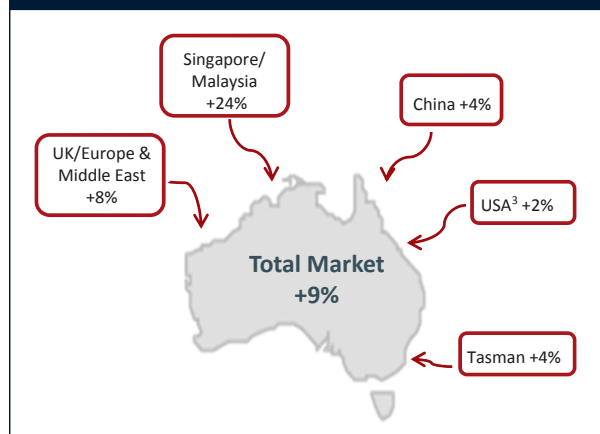 Singapore/
Malaysia
+24%
China +4%
UK/Europe &
Middle East
+8%
USA³ +2%
Total Market
+9%
Tasman +4%